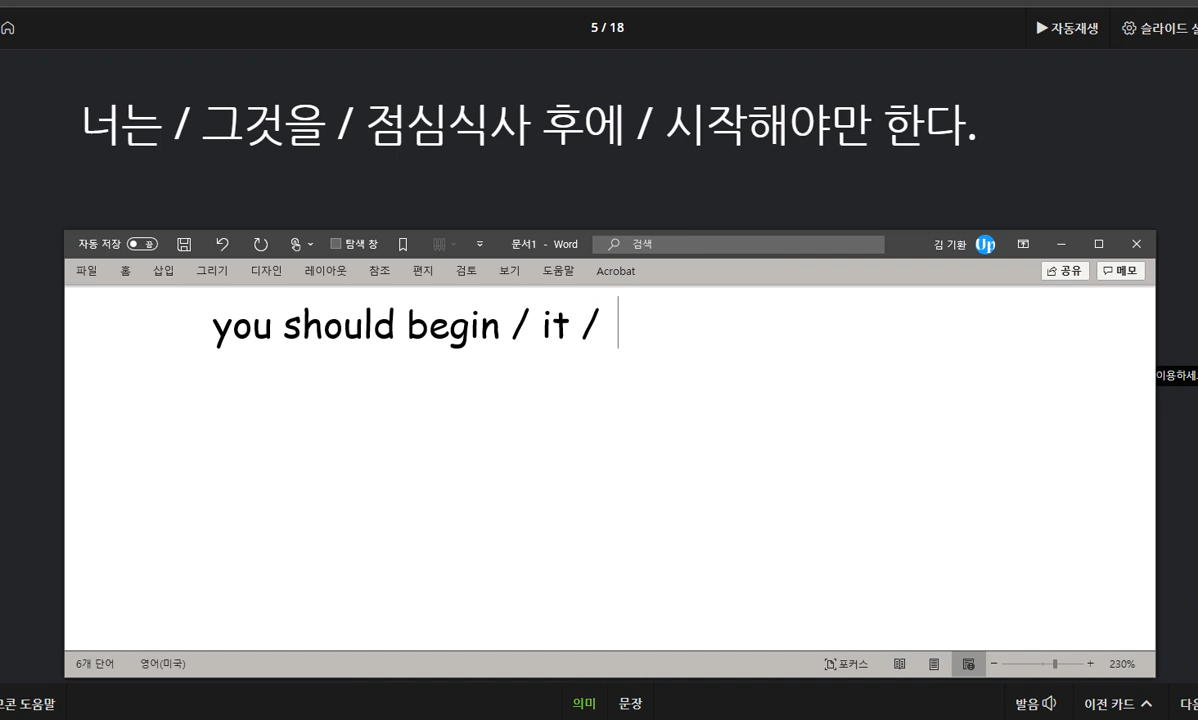 5 / 18
▶ 자동재생
슬라이드
너는 / 그것을 / 점심식사 후에 / 시작해야만 한다.
자동 저장 끔 탐색 창 문서1 - Word 검색 김 기환 Up
파일 홈 삽입 그리기 디자인 레이아웃 참조 편지 검토 보기 도움말 Acrobat 공유 메모
you should begin / it /
이용하세
6개 단어 영어(미국) 포커스 − + 230%
도움말 의미 문장 발음 이전 카드